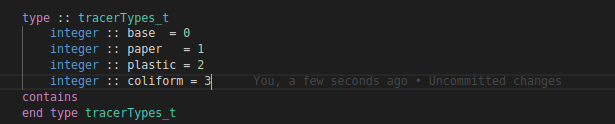 type :: tracerTypes_t
    integer :: base  = 0
    integer :: paper   = 1
    integer :: plastic = 2
    integer :: coliform = 3     You, a few seconds ago • Uncommitted changes
contains
end type tracerTypes_t